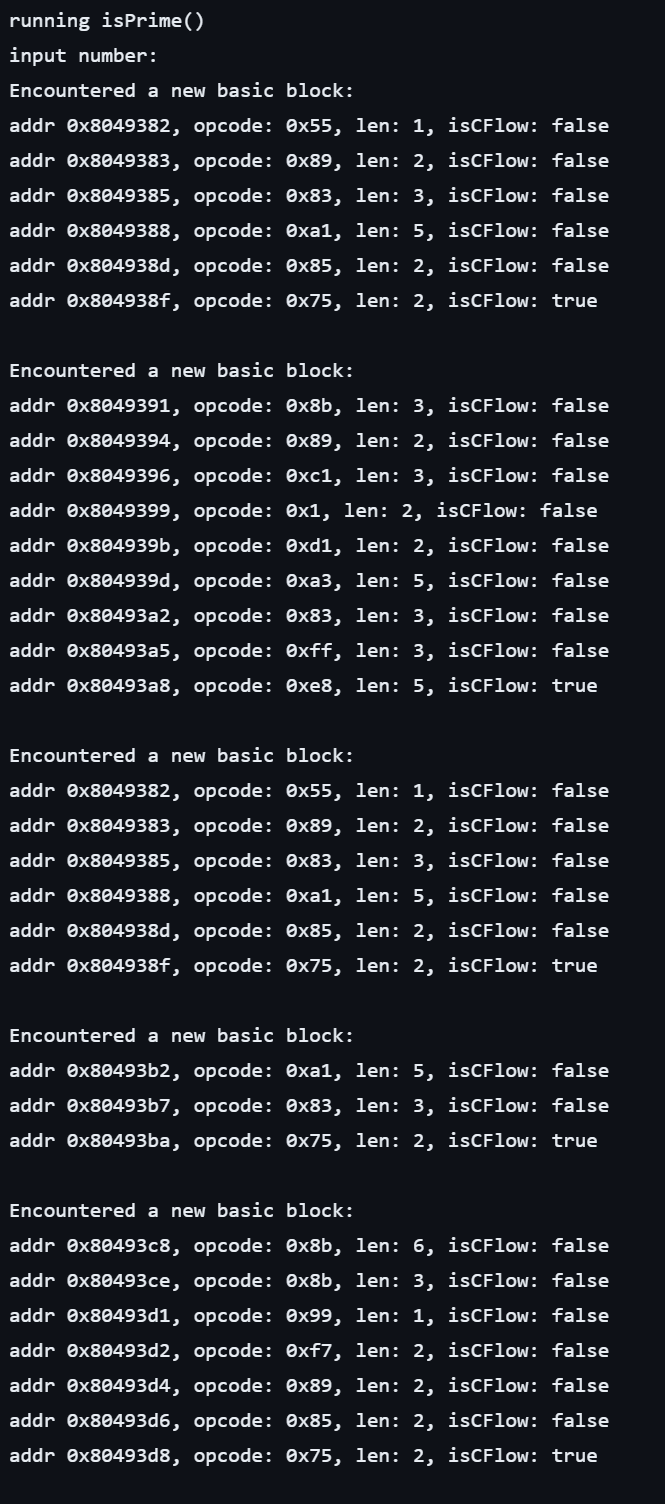 running isPrime()
input number:
Encountered a new basic block:
addr 0x8049382, opcode: 0x55, len: 1, isCFlow: false
addr 0x8049383, opcode: 0x89, len: 2, isCFlow: false
addr 0x8049385, opcode: 0x83, len: 3, isCFlow: false
addr 0x8049388, opcode: 0xa1, len: 5, isCFlow: false
addr 0x804938d, opcode: 0x85, len: 2, isCFlow: false
addr 0x804938f, opcode: 0x75, len: 2, isCFlow: true
Encountered a new basic block:
addr 0x8049391, opcode: 0x8b, len: 3, isCFlow: false
addr 0x8049394, opcode: 0x89, len: 2, isCFlow: false
addr 0x8049396, opcode: 0xc1, len: 3, isCFlow: false
addr 0x8049399, opcode: 0x1, len: 2, isCFlow: false
addr 0x804939b, opcode: 0xd1, len: 2, isCFlow: false
addr 0x804939d, opcode: 0xa3, len: 5, isCFlow: false
addr 0x80493a2, opcode: 0x83, len: 3, isCFlow: false
addr 0x80493a5, opcode: 0xff, len: 3, isCFlow: false
addr 0x80493a8, opcode: 0xe8, len: 5, isCFlow: true
Encountered a new basic block:
addr 0x8049382, opcode: 0x55, len: 1, isCFlow: false
addr 0x8049383, opcode: 0x89, len: 2, isCFlow: false
addr 0x8049385, opcode: 0x83, len: 3, isCFlow: false
addr 0x8049388, opcode: 0xa1, len: 5, isCFlow: false
addr 0x804938d, opcode: 0x85, len: 2, isCFlow: false
addr 0x804938f, opcode: 0x75, len: 2, isCFlow: true
Encountered a new basic block:
addr 0x80493b2, opcode: 0xa1, len: 5, isCFlow: false
addr 0x80493b7, opcode: 0x83, len: 3, isCFlow: false
addr 0x80493ba, opcode: 0x75, len: 2, isCFlow: true
Encountered a new basic block:
addr 0x80493c8, opcode: 0x8b, len: 6, isCFlow: false
addr 0x80493ce, opcode: 0x8b, len: 3, isCFlow: false
addr 0x80493d1, opcode: 0x99, len: 1, isCFlow: false
addr 0x80493d2, opcode: 0xf7, len: 2, isCFlow: false
addr 0x80493d4, opcode: 0x89, len: 2, isCFlow: false
addr 0x80493d6, opcode: 0x85, len: 2, isCFlow: false
addr 0x80493d8, opcode: 0x75, len: 2, isCFlow: true